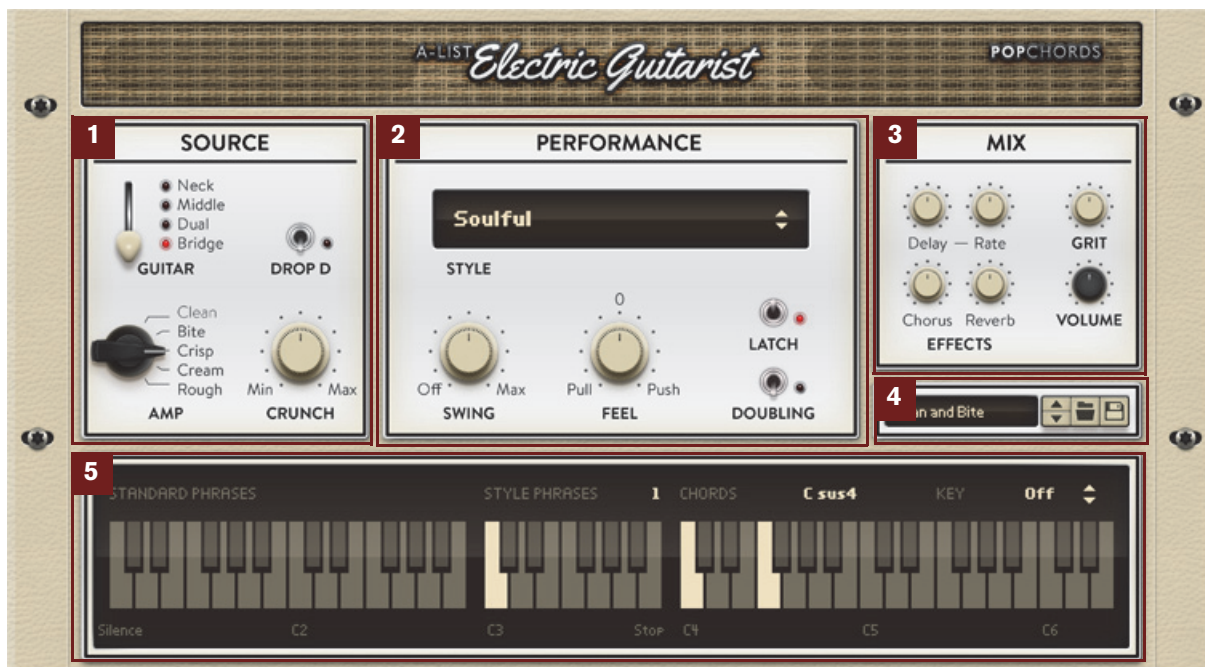 A-LIST Electric Guitarist
POPCHORDS
1 SOURCE
Neck
Middle
Dual
Bridge
GUITAR
DROP D
Clean
Bite
Crisp
Cream
Rough
AMP
Min Max
CRUNCH
2 PERFORMANCE
Soulful
STYLE
Off Max
SWING
0
Pull Push
FEEL
LATCH
DOUBLING
3 MIX
Delay — Rate
GRIT
Chorus Reverb
VOLUME
EFFECTS
4
and Bite
5
STANDARD PHRASES STYLE PHRASES 1 CHORDS C sus4 KEY Off
Silence C2 C3 Stop C4 C5 C6